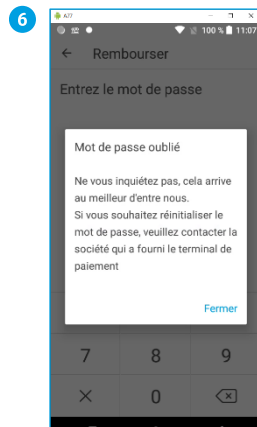 6
A77
100 % 11:07
← Rembourser
Entrez le mot de passe
Mot de passe oublié
Ne vous inquiétez pas, cela arrive
au meilleur d'entre nous.
Si vous souhaitez réinitialiser le
mot de passe, veuillez contacter la
société qui a fourni le terminal de
paiement
Fermer
7 8 9
0